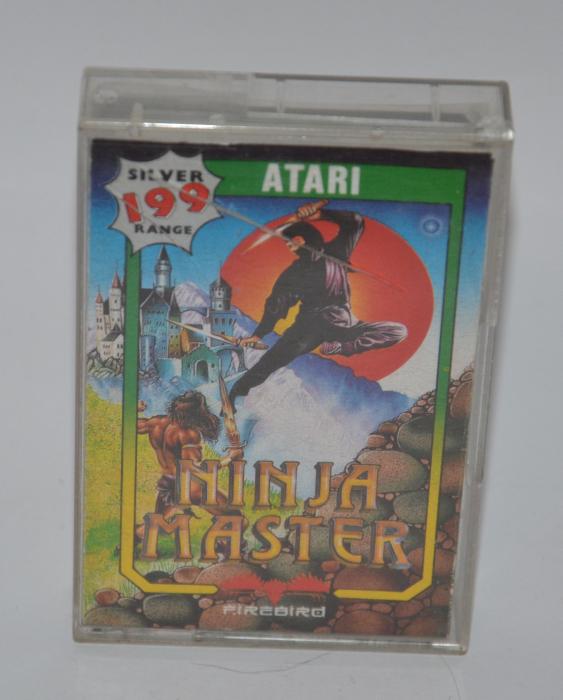 SILVER
199
RANGE
ATARI
NINJA
MASTER
FIREBIRD